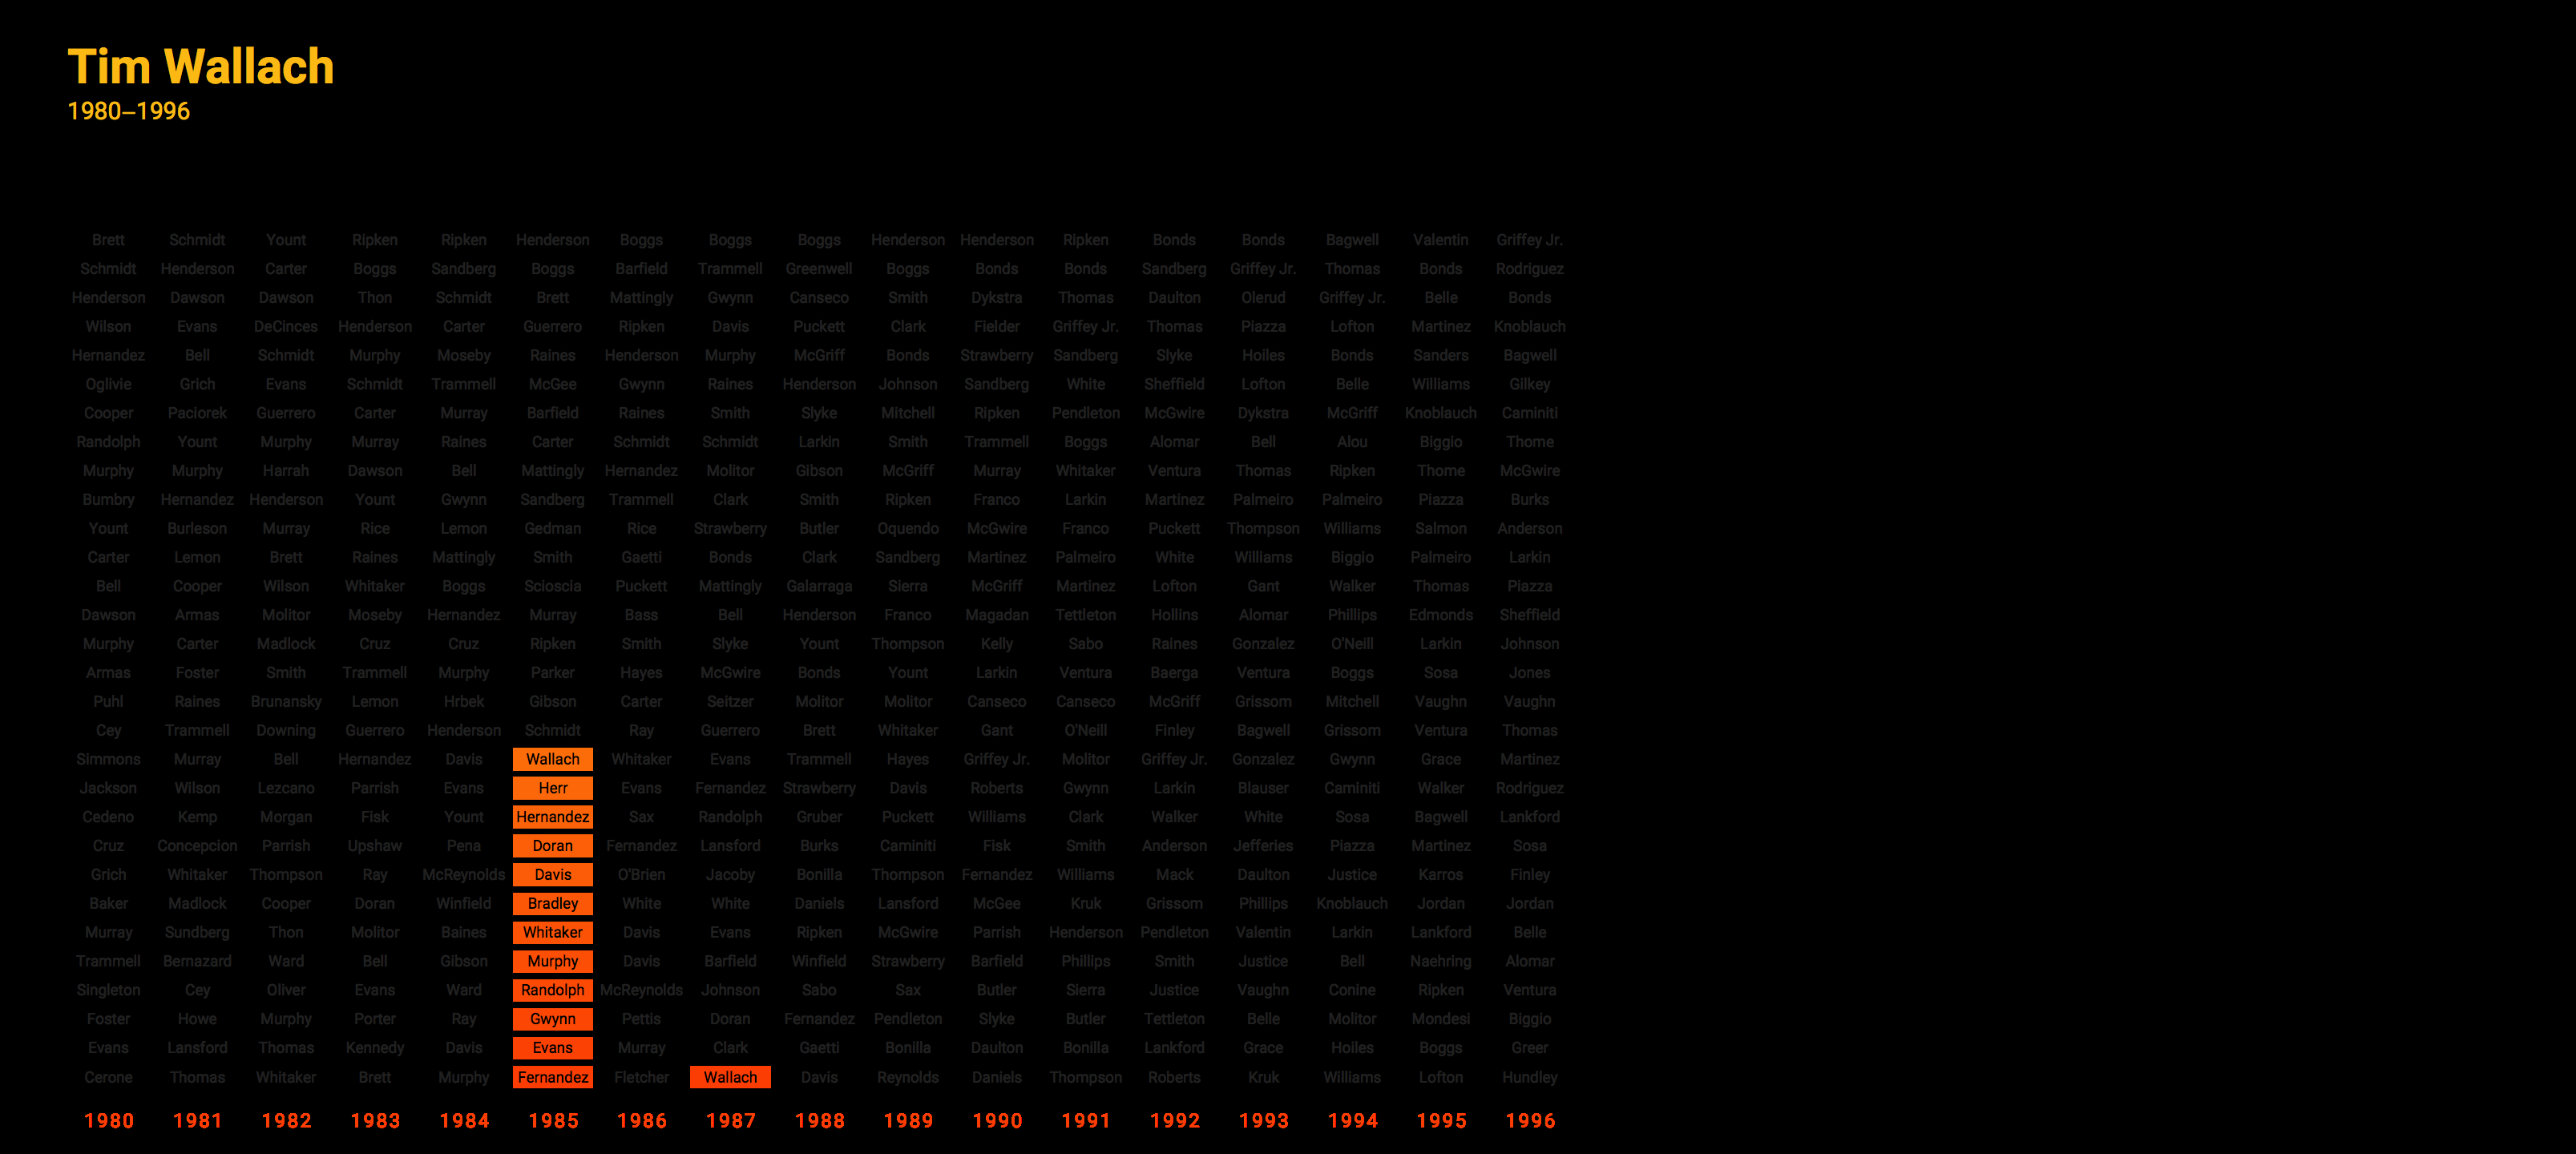 Tim Wallach
1980–1996
Brett Schmidt Yount Ripken Ripken Henderson Boggs Boggs Boggs Henderson Henderson Ripken Bonds Bonds Bagwell Valentin Griffey Jr.
Schmidt Henderson Carter Boggs Sandberg Boggs Barfield Trammell Greenwell Boggs Bonds Bonds Sandberg Griffey Jr. Thomas Bonds Rodriguez
Henderson Dawson Dawson Thon Schmidt Brett Mattingly Gwynn Canseco Smith Dykstra Thomas Daulton Olerud Griffey Jr. Belle Bonds
Wilson Evans DeCinces Henderson Carter Guerrero Ripken Davis Puckett Clark Fielder Griffey Jr. Thomas Piazza Lofton Martinez Knoblauch
Hernandez Bell Schmidt Murphy Moseby Raines Henderson Murphy McGriff Bonds Strawberry Sandberg Slyke Hoiles Bonds Sanders Bagwell
Oglivie Grich Evans Schmidt Trammell McGee Gwynn Raines Henderson Johnson Sandberg White Sheffield Lofton Belle Williams Gilkey
Cooper Paciorek Guerrero Carter Murray Barfield Raines Smith Slyke Mitchell Ripken Pendleton McGwire Dykstra McGriff Knoblauch Caminiti
Randolph Yount Murphy Murray Raines Carter Schmidt Schmidt Larkin Smith Trammell Boggs Alomar Bell Alou Biggio Thome
Murphy Murphy Harrah Dawson Bell Mattingly Hernandez Molitor Gibson McGriff Murray Whitaker Ventura Thomas Ripken Thome McGwire
Bumbry Hernandez Henderson Yount Gwynn Sandberg Trammell Clark Smith Ripken Franco Larkin Martinez Palmeiro Palmeiro Piazza Burks
Yount Burleson Murray Rice Lemon Gedman Rice Strawberry Butler Oquendo McGwire Franco Puckett Thompson Williams Salmon Anderson
Carter Lemon Brett Raines Mattingly Smith Gaetti Bonds Clark Sandberg Martinez Palmeiro White Williams Biggio Palmeiro Larkin
Bell Cooper Wilson Whitaker Boggs Scioscia Puckett Mattingly Galarraga Sierra McGriff Martinez Lofton Gant Walker Thomas Piazza
Dawson Armas Molitor Moseby Hernandez Murray Bass Bell Henderson Franco Magadan Tettleton Hollins Alomar Phillips Edmonds Sheffield
Murphy Carter Madlock Cruz Cruz Ripken Smith Slyke Yount Thompson Kelly Sabo Raines Gonzalez O'Neill Larkin Johnson
Armas Foster Smith Trammell Murphy Parker Hayes McGwire Bonds Yount Larkin Ventura Baerga Ventura Boggs Sosa Jones
Puhl Raines Brunansky Lemon Hrbek Gibson Carter Seitzer Molitor Molitor Canseco Canseco McGriff Grissom Mitchell Vaughn Vaughn
Cey Trammell Downing Guerrero Henderson Schmidt Ray Guerrero Brett Whitaker Gant O'Neill Finley Bagwell Grissom Ventura Thomas
Simmons Murray Bell Hernandez Davis Wallach Whitaker Evans Trammell Hayes Griffey Jr. Molitor Griffey Jr. Gonzalez Gwynn Grace Martinez
Jackson Wilson Lezcano Parrish Evans Herr Evans Fernandez Strawberry Davis Roberts Gwynn Larkin Blauser Caminiti Walker Rodriguez
Cedeno Kemp Morgan Fisk Yount Hernandez Sax Randolph Gruber Puckett Williams Clark Walker White Sosa Bagwell Lankford
Cruz Concepcion Parrish Upshaw Pena Doran Fernandez Lansford Burks Caminiti Fisk Smith Anderson Jefferies Piazza Martinez Sosa
Grich Whitaker Thompson Ray McReynolds Davis O'Brien Jacoby Bonilla Thompson Fernandez Williams Mack Daulton Justice Karros Finley
Baker Madlock Cooper Doran Winfield Bradley White White Daniels Lansford McGee Kruk Grissom Phillips Knoblauch Jordan Jordan
Murray Sundberg Thon Molitor Baines Whitaker Davis Evans Ripken McGwire Parrish Henderson Pendleton Valentin Larkin Lankford Belle
Trammell Bernazard Ward Bell Gibson Murphy Davis Barfield Winfield Strawberry Barfield Phillips Smith Justice Bell Naehring Alomar
Singleton Cey Oliver Evans Ward Randolph McReynolds Johnson Sabo Sax Butler Sierra Justice Vaughn Conine Ripken Ventura
Foster Howe Murphy Porter Ray Gwynn Pettis Doran Fernandez Pendleton Slyke Butler Tettleton Belle Molitor Mondesi Biggio
Evans Lansford Thomas Kennedy Davis Evans Murray Clark Gaetti Bonilla Daulton Bonilla Lankford Grace Hoiles Boggs Greer
Cerone Thomas Whitaker Brett Murphy Fernandez Fletcher Wallach Davis Reynolds Daniels Thompson Roberts Kruk Williams Lofton Hundley
1980 1981 1982 1983 1984 1985 1986 1987 1988 1989 1990 1991 1992 1993 1994 1995 1996